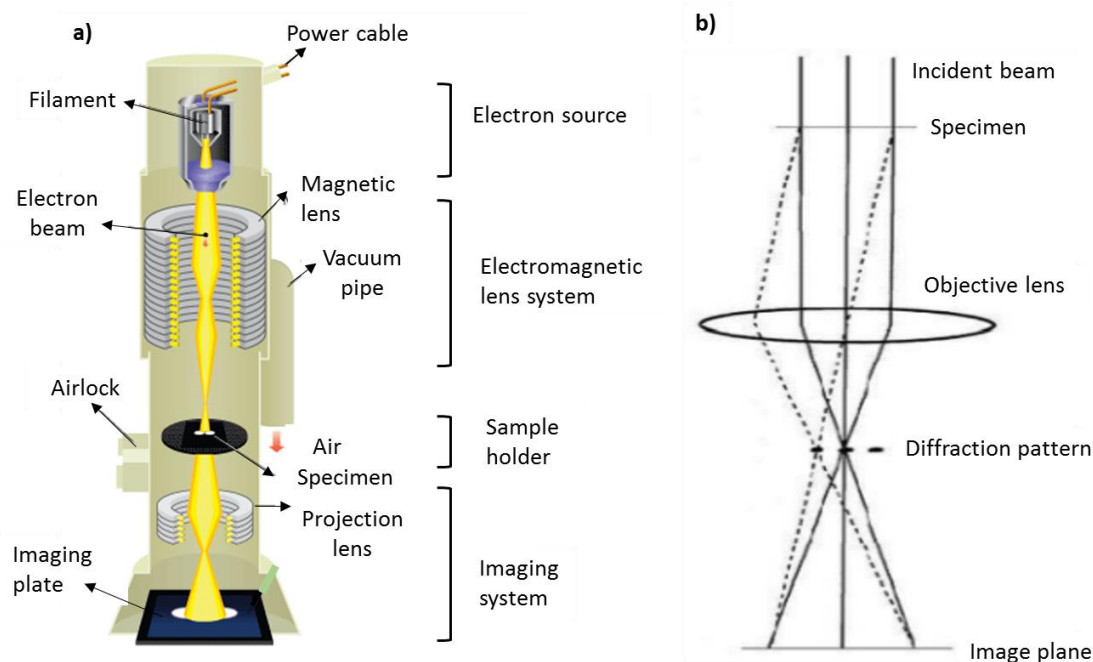 a)
Power cable
Filament
Electron source
Electron
beam
Magnetic
lens
Vacuum
pipe
Electromagnetic
lens system
Airlock
Air
Specimen
Sample
holder
Projection
lens
Imaging
plate
Imaging
system
b)
Incident beam
Specimen
Objective lens
Diffraction pattern
Image plane